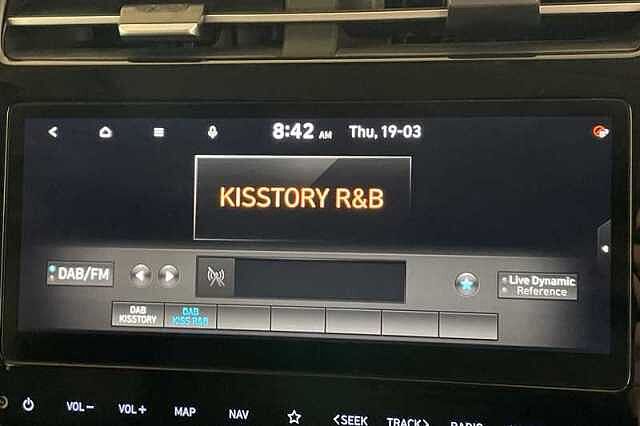 8:42 AM Thu, 19-03
KISSTORY R&B
DAB/FM
Live Dynamic
Reference
DAB
KISSTORY
DAB
KISS R&B
VOL− VOL+ MAP NAV <SEEK TRACK> RADIO